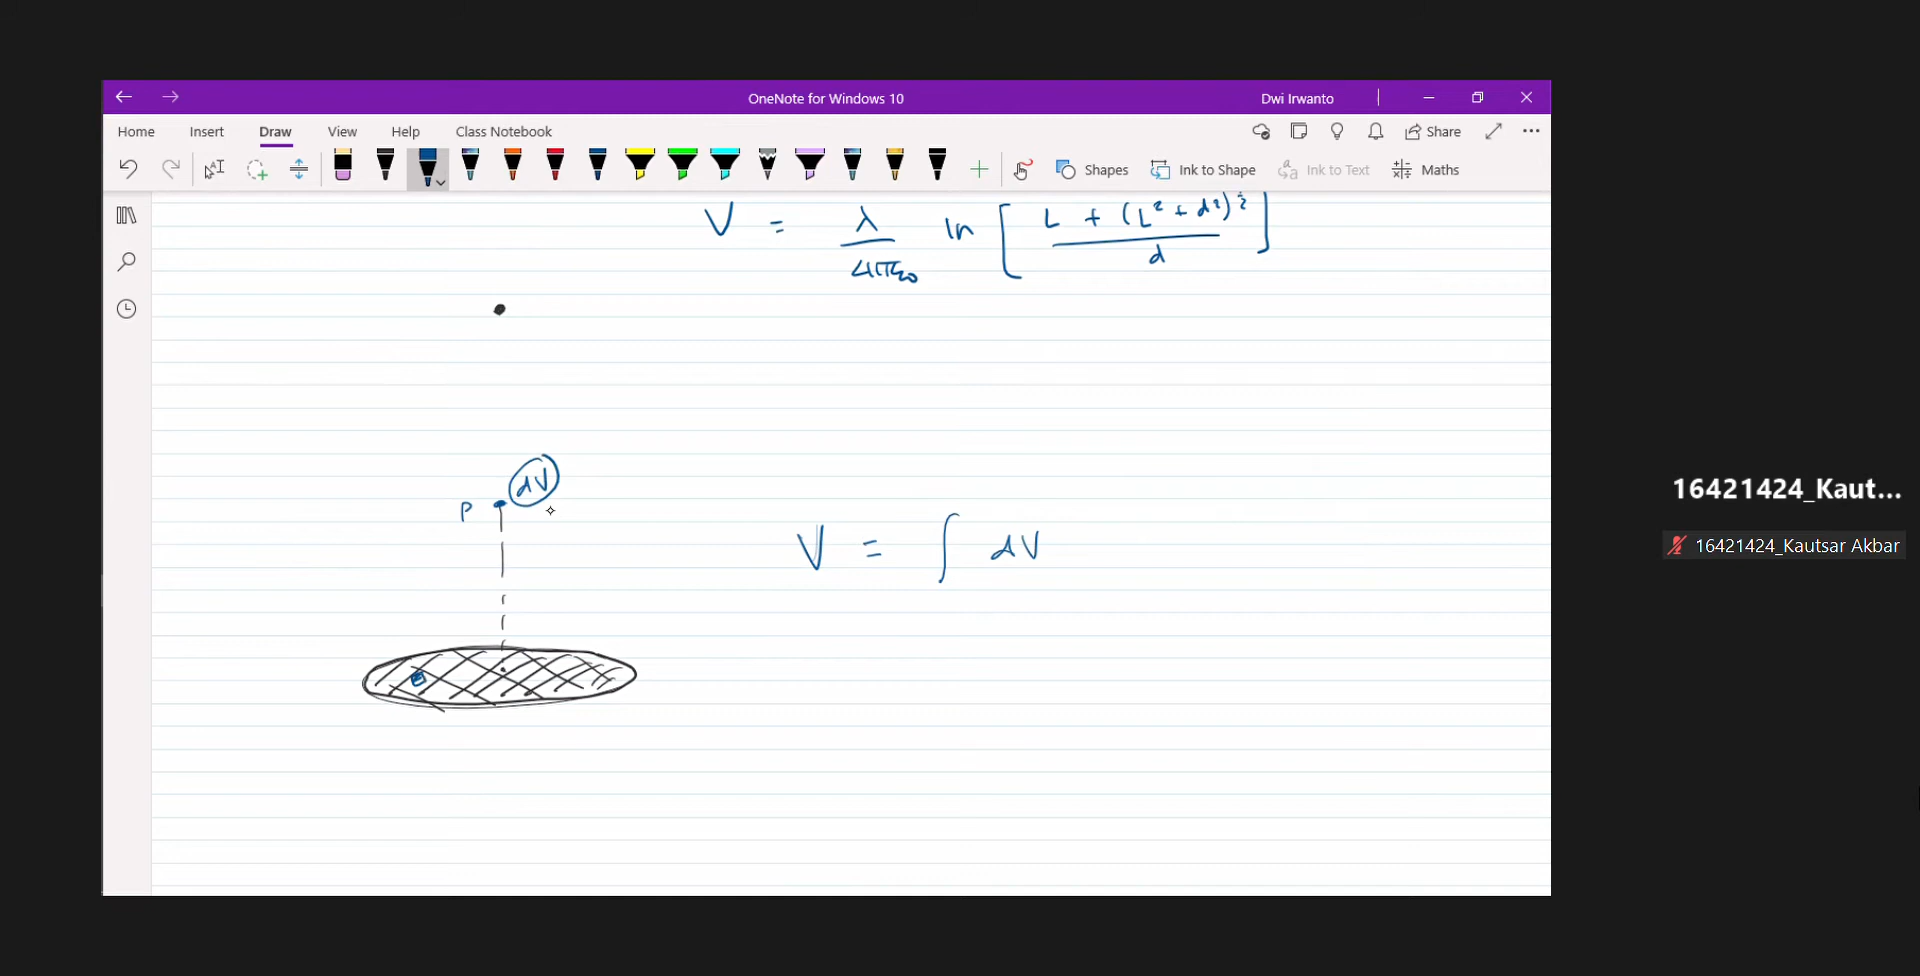 OneNote for Windows 10
Dwi Irwanto
Home Insert Draw View Help Class Notebook
Share
Shapes Ink to Shape Ink to Text Maths
V = λ/4πε₀ ln [ L + (L² + d²)^½ / d ]
dV
P
V = ∫ dV
16421424_Kaut...
16421424_Kautsar Akbar